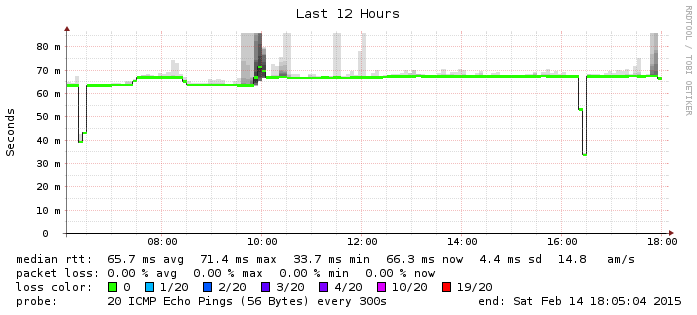 Last 12 Hours
RRDTOOL / TOBI OETIKER
Seconds
80 m
70 m
60 m
50 m
40 m
30 m
20 m
10 m
0
08:00 10:00 12:00 14:00 16:00 18:00
median rtt: 65.7 ms avg 71.4 ms max 33.7 ms min 66.3 ms now 4.4 ms sd 14.8 am/s
packet loss: 0.00 % avg 0.00 % max 0.00 % min 0.00 % now
loss color: 0 1/20 2/20 3/20 4/20 10/20 19/20
probe: 20 ICMP Echo Pings (56 Bytes) every 300s end: Sat Feb 14 18:05:04 2015